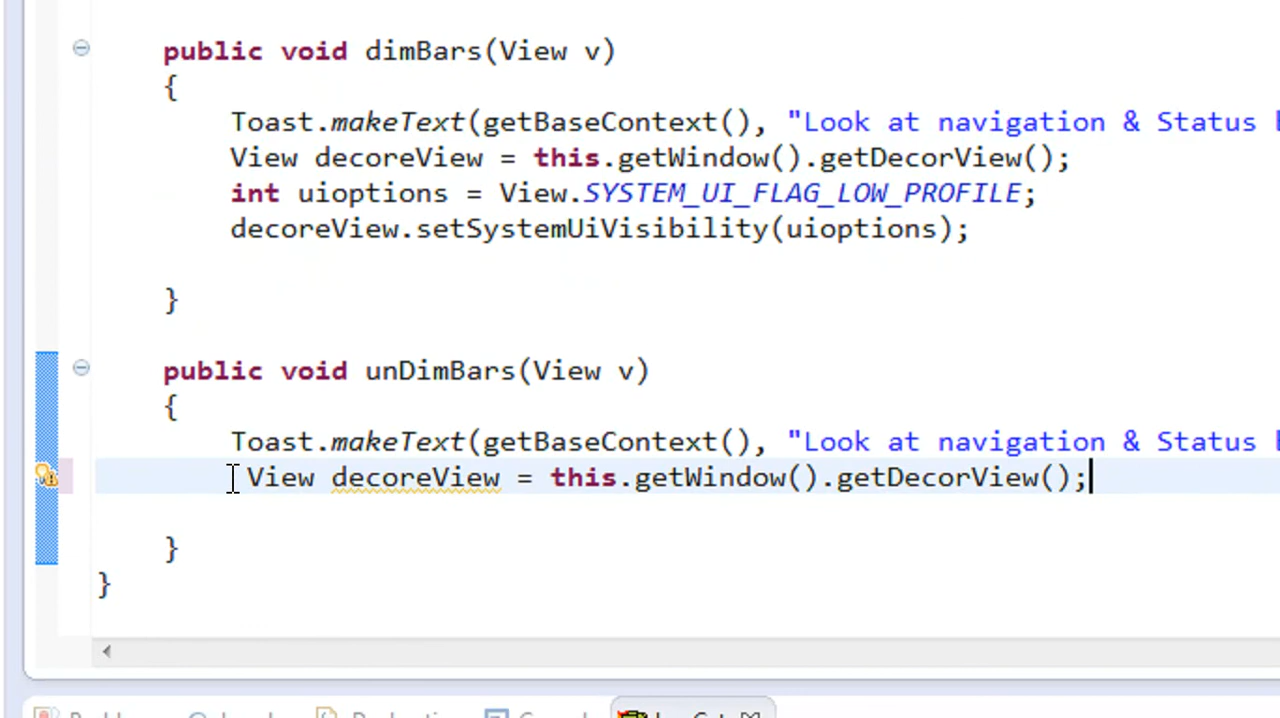 public void dimBars(View v)
{
Toast.makeText(getBaseContext(), "Look at navigation & Status
View decoreView = this.getWindow().getDecorView();
int uioptions = View.SYSTEM_UI_FLAG_LOW_PROFILE;
decoreView.setSystemUiVisibility(uioptions);
}
public void unDimBars(View v)
{
Toast.makeText(getBaseContext(), "Look at navigation & Status
View decoreView = this.getWindow().getDecorView();
}
}